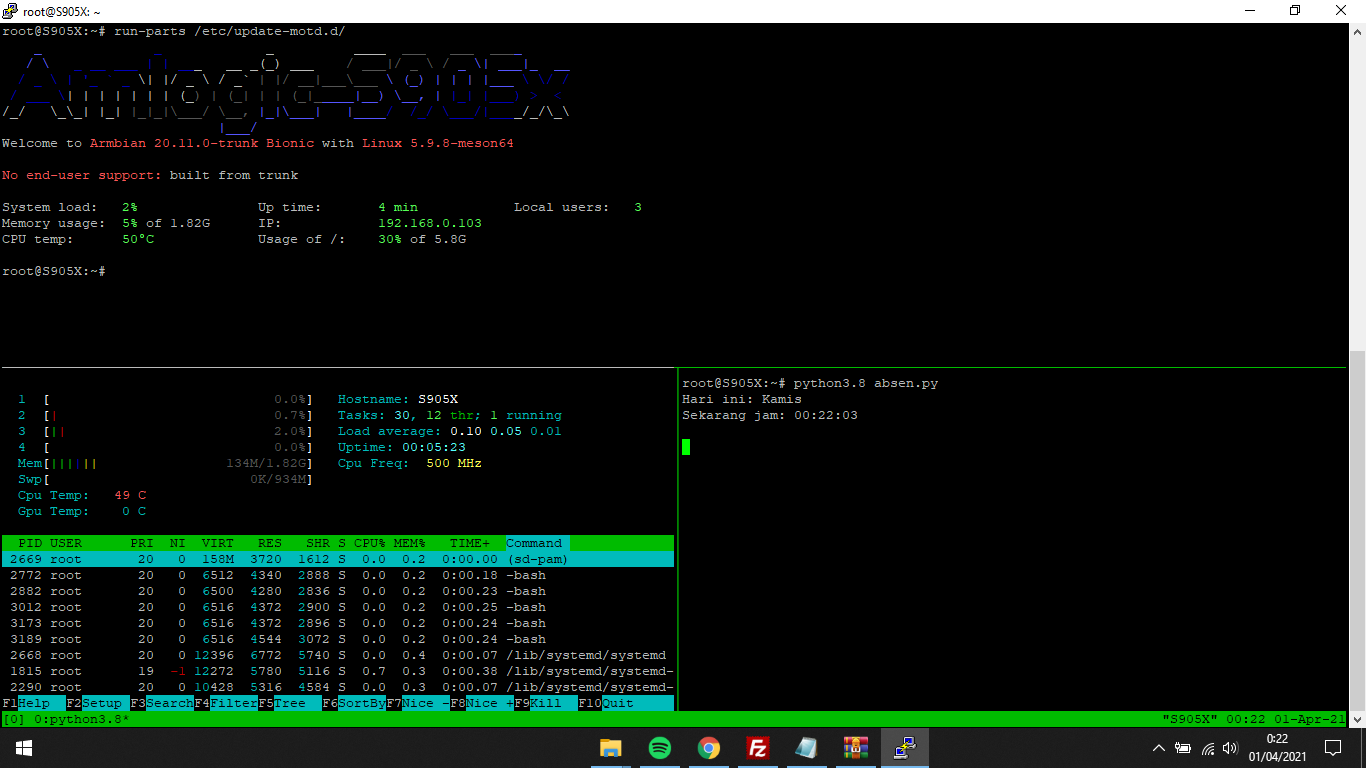 root@S905X: ~
root@S905X:~# run-parts /etc/update-motd.d/
Amlogic-S905x
Welcome to Armbian 20.11.0-trunk Bionic with Linux 5.9.8-meson64
No end-user support: built from trunk
System load: 2% Up time: 4 min Local users: 3
Memory usage: 5% of 1.82G IP: 192.168.0.103
CPU temp: 50°C Usage of /: 30% of 5.8G
root@S905X:~#
1 [ 0.0%] Hostname: S905X
2 [| 0.7%] Tasks: 30, 12 thr; 1 running
3 [|| 2.0%] Load average: 0.10 0.05 0.01
4 [ 0.0%] Uptime: 00:05:23
Mem[|||||| 134M/1.82G] Cpu Freq: 500 MHz
Swp[ 0K/934M]
Cpu Temp: 49 C
Gpu Temp: 0 C
PID USER PRI NI VIRT RES SHR S CPU% MEM% TIME+ Command
2669 root 20 0 158M 3720 1612 S 0.0 0.2 0:00.00 (sd-pam)
2772 root 20 0 6512 4340 2888 S 0.0 0.2 0:00.18 -bash
2882 root 20 0 6500 4280 2836 S 0.0 0.2 0:00.23 -bash
3012 root 20 0 6516 4372 2900 S 0.0 0.2 0:00.25 -bash
3173 root 20 0 6516 4372 2896 S 0.0 0.2 0:00.24 -bash
3189 root 20 0 6516 4544 3072 S 0.0 0.2 0:00.24 -bash
2668 root 20 0 12396 6772 5740 S 0.0 0.4 0:00.07 /lib/systemd/systemd
1815 root 19 -1 12272 5780 5116 S 0.7 0.3 0:00.38 /lib/systemd/systemd-
2290 root 20 0 10428 5316 4584 S 0.0 0.3 0:00.07 /lib/systemd/systemd-
F1Help F2Setup F3SearchF4FilterF5Tree F6SortByF7Nice -F8Nice +F9Kill F10Quit
root@S905X:~# python3.8 absen.py
Hari ini: Kamis
Sekarang jam: 00:22:03
[0] 0:python3.8* "S905X" 00:22 01-Apr-21
Fz
0:22
01/04/2021